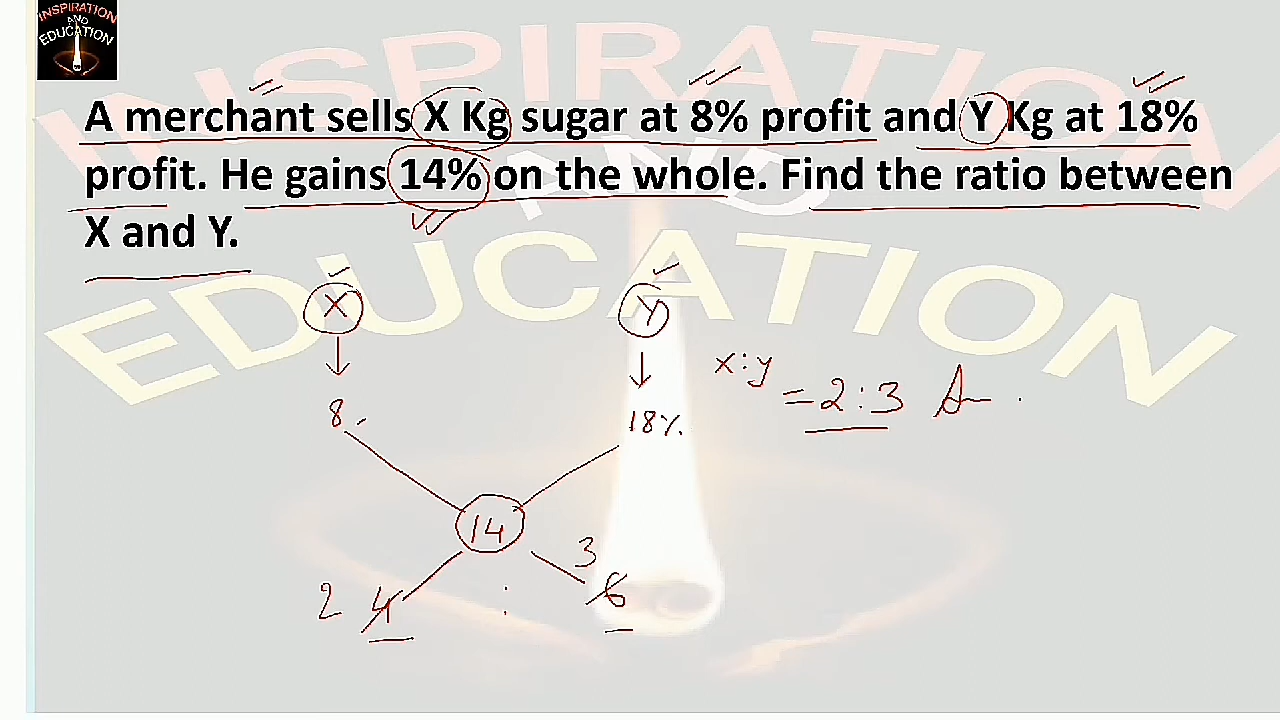 INSPIRATION
AND
EDUCATION
INSPIRATION
AND
EDUCATION
A merchant sells X Kg sugar at 8% profit and Y Kg at 18%
profit. He gains 14% on the whole. Find the ratio between
X and Y.
X Y
x:y
= 2:3
8 18%
14
3
2 4 : 6